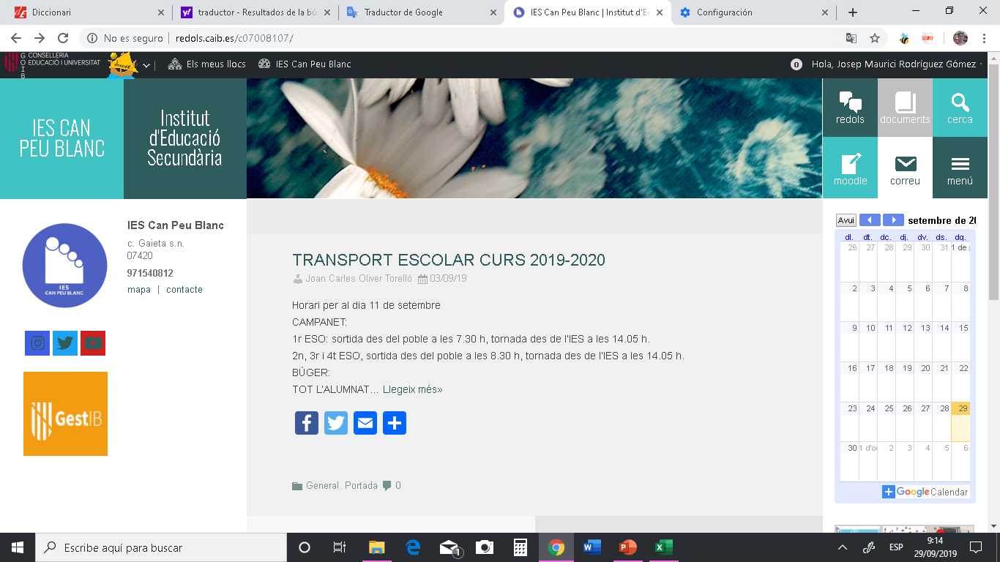 Diccionari
traductor - Resultados de la bú
Traductor de Google
IES Can Peu Blanc | Institut d'Ed
Configuración
No es seguro | redols.caib.es/c07008107/
GOIB
CONSELLERIA
EDUCACIÓ I UNIVERSITAT
Els meus llocs
IES Can Peu Blanc
0
Hola, Josep Maurici Rodríguez Gómez
IES CAN
PEU BLANC
Institut
d'Educació
Secundària
redols
documents
cerca
moodle
correu
menú
IES
CAN PEU BLANC
IES Can Peu Blanc
c. Gaieta s.n.
07420
971540812
mapa | contacte
GestIB
TRANSPORT ESCOLAR CURS 2019-2020
Joan Carles Oliver Torelló 03/09/19
Horari per al dia 11 de setembre
CAMPANET:
1r ESO: sortida des del poble a les 7.30 h, tornada des de l'IES a les 14.05 h.
2n, 3r i 4t ESO, sortida des del poble a les 8.30 h, tornada des de l'IES a les 14.05 h.
BÚGER:
TOT L'ALUMNAT... Llegeix més»
General, Portada 0
Avui setembre de 20
dl. dt. dc. dj. dv. ds. dg.
26 27 28 29 30 31 1 de s
2 3 4 5 6 7 8
9 10 11 12 13 14 15
16 17 18 19 20 21 22
23 24 25 26 27 28 29
30 1 d'oc 2 3 4 5 6
Google Calendar
Escribe aquí para buscar
1
ESP
9:14
29/09/2019